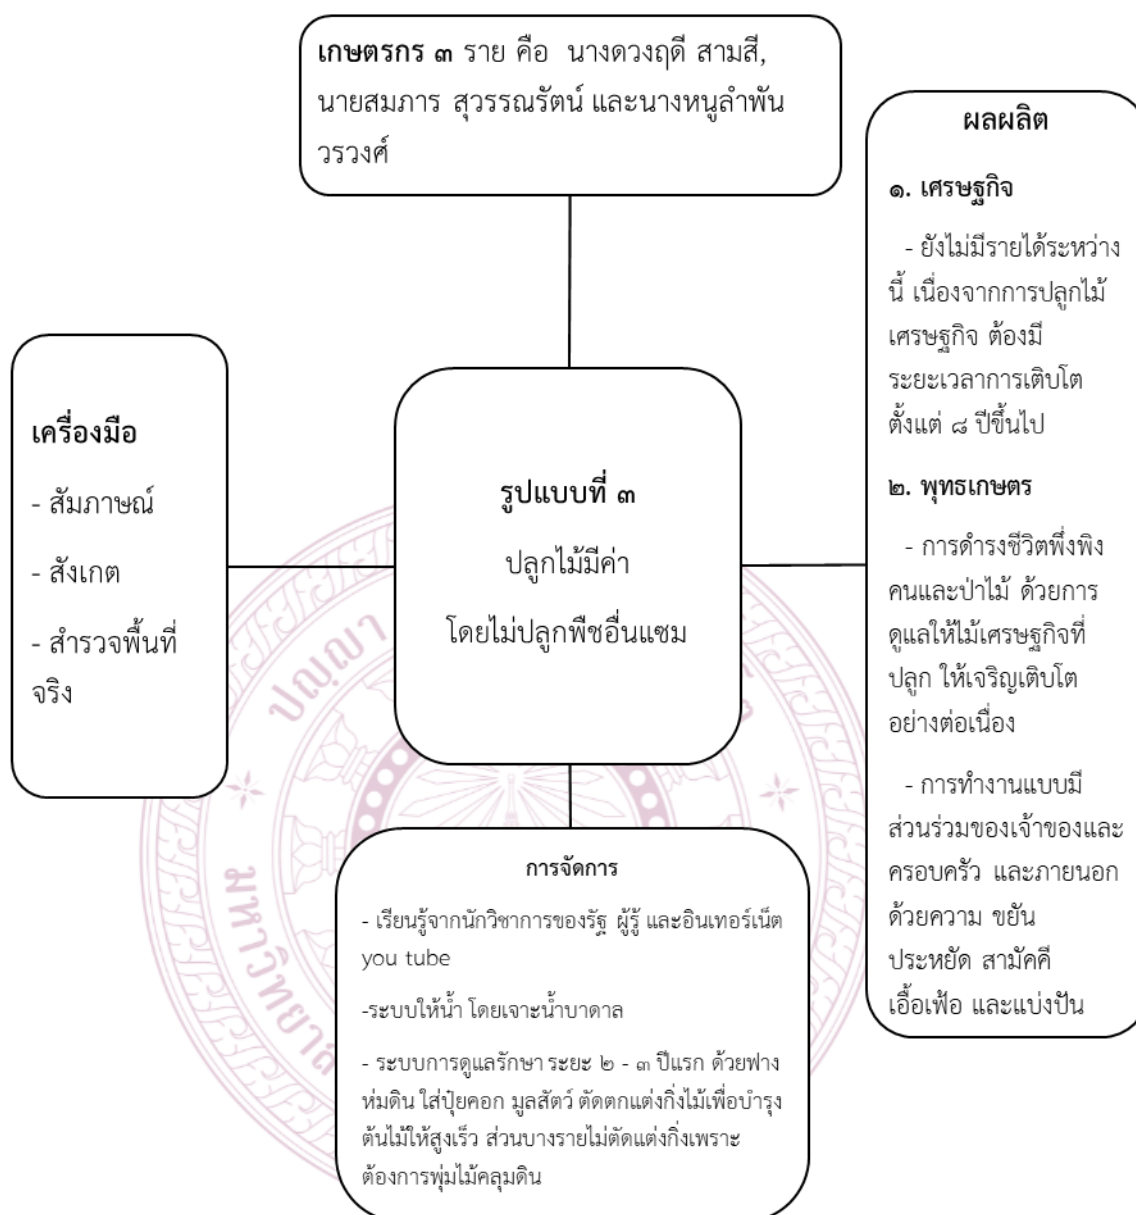 เกษตรกร ๓ ราย คือ นางดวงฤดี สามสี,
นายสมภาร สุวรรณรัตน์ และนางหนูลำพัน
วรวงศ์
เครื่องมือ
- สัมภาษณ์
- สังเกต
- สำรวจพื้นที่
จริง
รูปแบบที่ ๓
ปลูกไม้มีค่า
โดยไม่ปลูกพืชอื่นแซม
ผลผลิต
๑. เศรษฐกิจ
- ยังไม่มีรายได้ระหว่าง
นี้ เนื่องจากการปลูกไม้
เศรษฐกิจ ต้องมี
ระยะเวลาการเติบโต
ตั้งแต่ ๘ ปีขึ้นไป
๒. พุทธเกษตร
- การดำรงชีวิตพึ่งพิง
คนและป่าไม้ ด้วยการ
ดูแลให้ไม้เศรษฐกิจที่
ปลูก ให้เจริญเติบโต
อย่างต่อเนื่อง
- การทำงานแบบมี
ส่วนร่วมของเจ้าของและ
ครอบครัว และภายนอก
ด้วยความ ขยัน
ประหยัด สามัคคี
เอื้อเฟ้อ และแบ่งปัน
การจัดการ
- เรียนรู้จากนักวิชาการของรัฐ ผู้รู้ และอินเทอร์เน็ต
you tube
-ระบบให้น้ำ โดยเจาะน้ำบาดาล
- ระบบการดูแลรักษา ระยะ ๒ - ๓ ปีแรก ด้วยฟาง
ห่มดิน ใส่ปุ๋ยคอก มูลสัตว์ ตัดตกแต่งกิ่งไม้เพื่อบำรุง
ต้นไม้ให้สูงเร็ว ส่วนบางรายไม่ตัดแต่งกิ่งเพราะ
ต้องการพุ่มไม้คลุมดิน
ปญฺญา
มหาวิทยาล